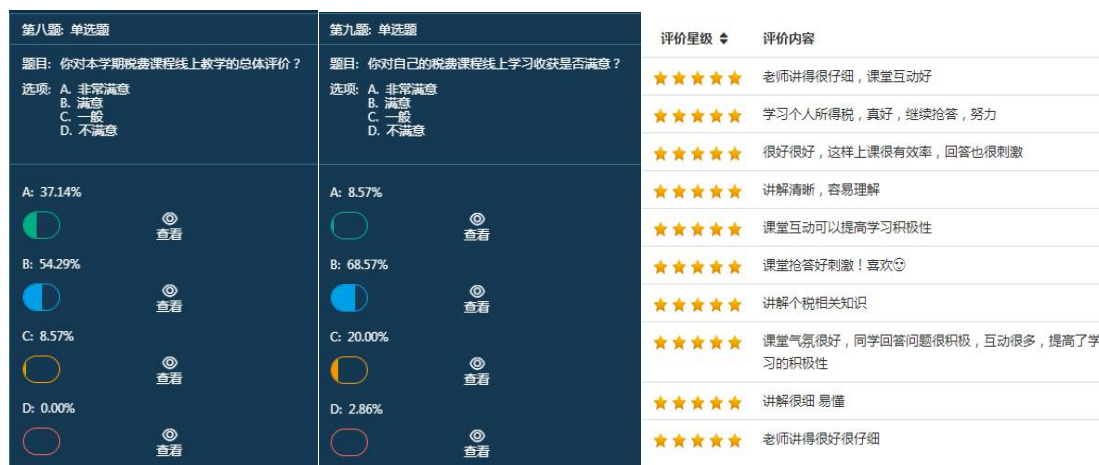 第八题: 单选题
题目: 你对本学期税费课程线上教学的总体评价？
选项: A. 非常满意
B. 满意
C. 一般
D. 不满意
A: 37.14%
查看
B: 54.29%
查看
C: 8.57%
查看
D: 0.00%
查看
第九题: 单选题
题目: 你对自己的税费课程线上学习收获是否满意？
选项: A. 非常满意
B. 满意
C. 一般
D. 不满意
A: 8.57%
查看
B: 68.57%
查看
C: 20.00%
查看
D: 2.86%
查看
评价星级 评价内容
老师讲得很仔细，课堂互动好
学习个人所得税，真好，继续抢答，努力
很好很好，这样上课很有效率，回答也很刺激
讲解清晰，容易理解
课堂互动可以提高学习积极性
课堂抢答好刺激！喜欢
讲解个税相关知识
课堂气氛很好，同学回答问题很积极，互动很多，提高了学
习的积极性
讲解很细 易懂
老师讲得很好很仔细